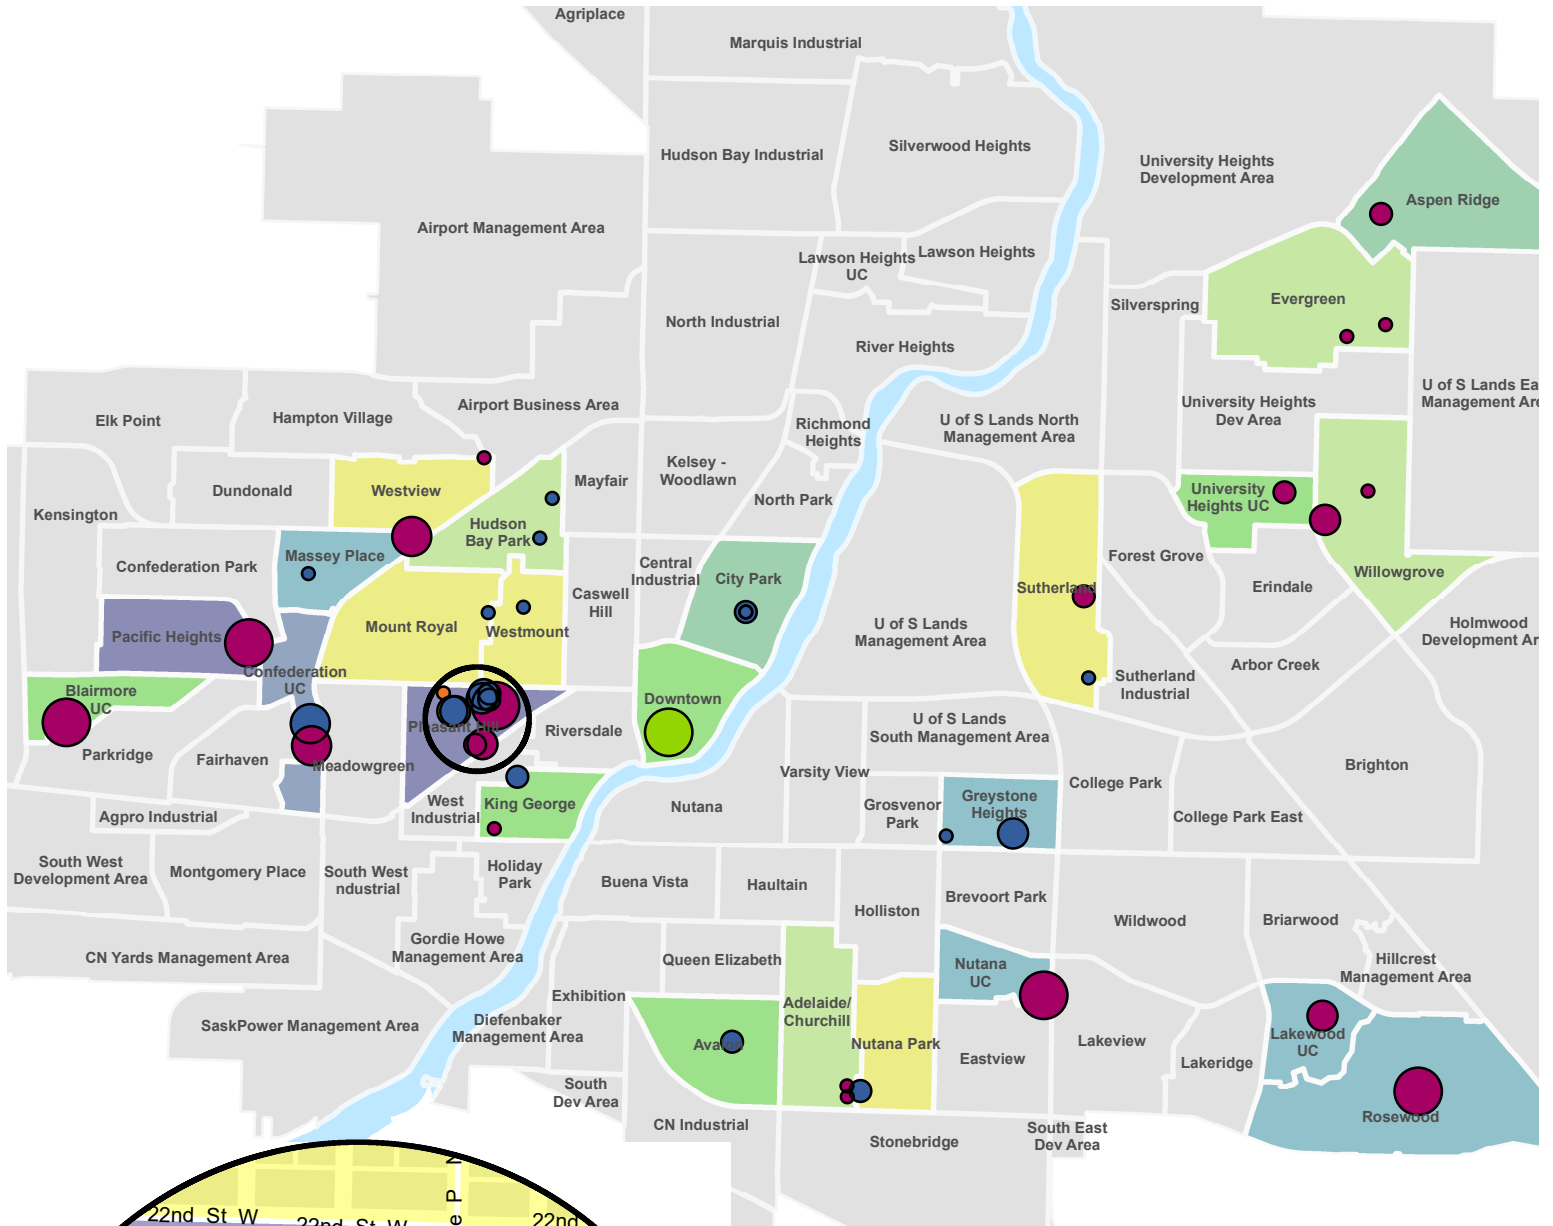 Agriplace
Marquis Industrial
Hudson Bay Industrial
Silverwood Heights
University Heights
Development Area
Aspen Ridge
Airport Management Area
Lawson Heights
UC
Lawson Heights
Evergreen
Silverspring
North Industrial
River Heights
U of S Lands Ea
Management Are
University Heights
Dev Area
Elk Point
Hampton Village
Airport Business Area
Richmond
Heights
U of S Lands North
Management Area
Kelsey -
Woodlawn
Mayfair
North Park
Kensington
Dundonald
Westview
Hudson
Bay Park
University
Heights UC
Confederation Park
Massey Place
Central
Industrial
City Park
Forest Grove
Willowgrove
Sutherland
Erindale
Caswell
Hill
Pacific Heights
Mount Royal
Westmount
U of S Lands
Management Area
Holmwood
Development Ar
Confederation
UC
Arbor Creek
Sutherland
Industrial
Blairmore
UC
Downtown
Pleasant Hill
Riversdale
U of S Lands
South Management Area
Parkridge
Fairhaven
Meadowgreen
Varsity View
College Park
Brighton
Agpro Industrial
West
Industrial
King George
Nutana
Grosvenor
Park
Greystone
Heights
College Park East
South West
Development Area
Montgomery Place
South West
ndustrial
Holiday
Park
Buena Vista
Haultain
Holliston
Brevoort Park
Wildwood
Briarwood
CN Yards Management Area
Gordie Howe
Management Area
Queen Elizabeth
Nutana
UC
Hillcrest
Management Area
Exhibition
Adelaide/
Churchill
SaskPower Management Area
Diefenbaker
Management Area
Avalon
Nutana Park
Eastview
Lakeview
Lakeridge
Lakewood
UC
South
Dev Area
CN Industrial
Stonebridge
South East
Dev Area
Rosewood
22nd St W
22nd St W
e P N
22nd